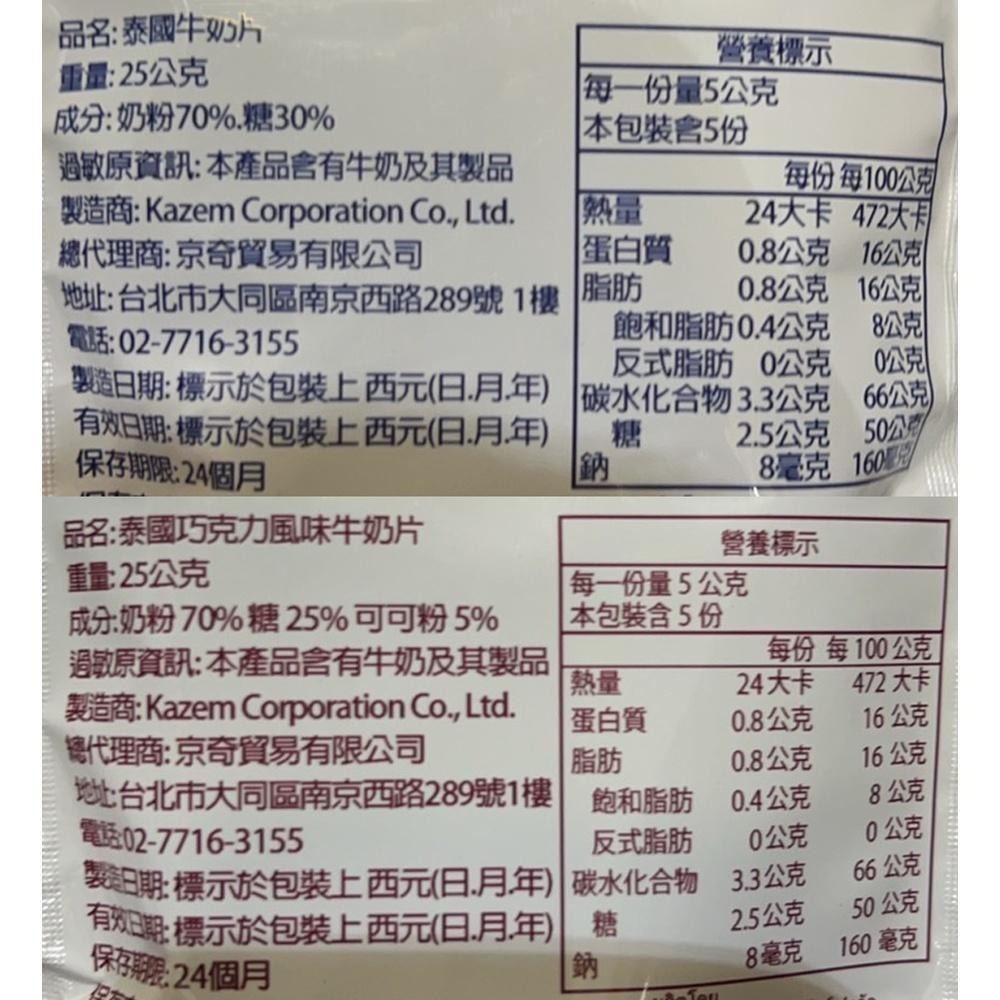 品名:泰國牛奶片
重量:25公克
成分:奶粉70%.糖30%
過敏原資訊:本產品含有牛奶及其製品
製造商:Kazem Corporation Co., Ltd.
總代理商:京奇貿易有限公司
地址:台北市大同區南京西路289號 1樓
電話:02-7716-3155
製造日期:標示於包裝上 西元(日.月.年)
有效日期:標示於包裝上 西元(日.月.年)
保存期限:24個月
營養標示
每一份量5公克
本包裝含5份
每份 每100公克
熱量 24大卡 472大卡
蛋白質 0.8公克 16公克
脂肪 0.8公克 16公克
飽和脂肪 0.4公克 8公克
反式脂肪 0公克 0公克
碳水化合物 3.3公克 66公克
糖 2.5公克 50公克
鈉 8毫克 160毫克
品名:泰國巧克力風味牛奶片
重量:25公克
成分:奶粉 70% 糖 25% 可可粉 5%
過敏原資訊:本產品含有牛奶及其製品
製造商:Kazem Corporation Co., Ltd.
總代理商:京奇貿易有限公司
地址:台北市大同區南京西路289號1樓
電話:02-7716-3155
製造日期:標示於包裝上 西元(日.月.年)
有效日期:標示於包裝上 西元(日.月.年)
保存期限:24個月
營養標示
每一份量 5 公克
本包裝含 5 份
每份 每 100 公克
熱量 24 大卡 472 大卡
蛋白質 0.8 公克 16 公克
脂肪 0.8 公克 16 公克
飽和脂肪 0.4 公克 8 公克
反式脂肪 0 公克 0 公克
碳水化合物 3.3 公克 66 公克
糖 2.5 公克 50 公克
鈉 8 毫克 160 毫克